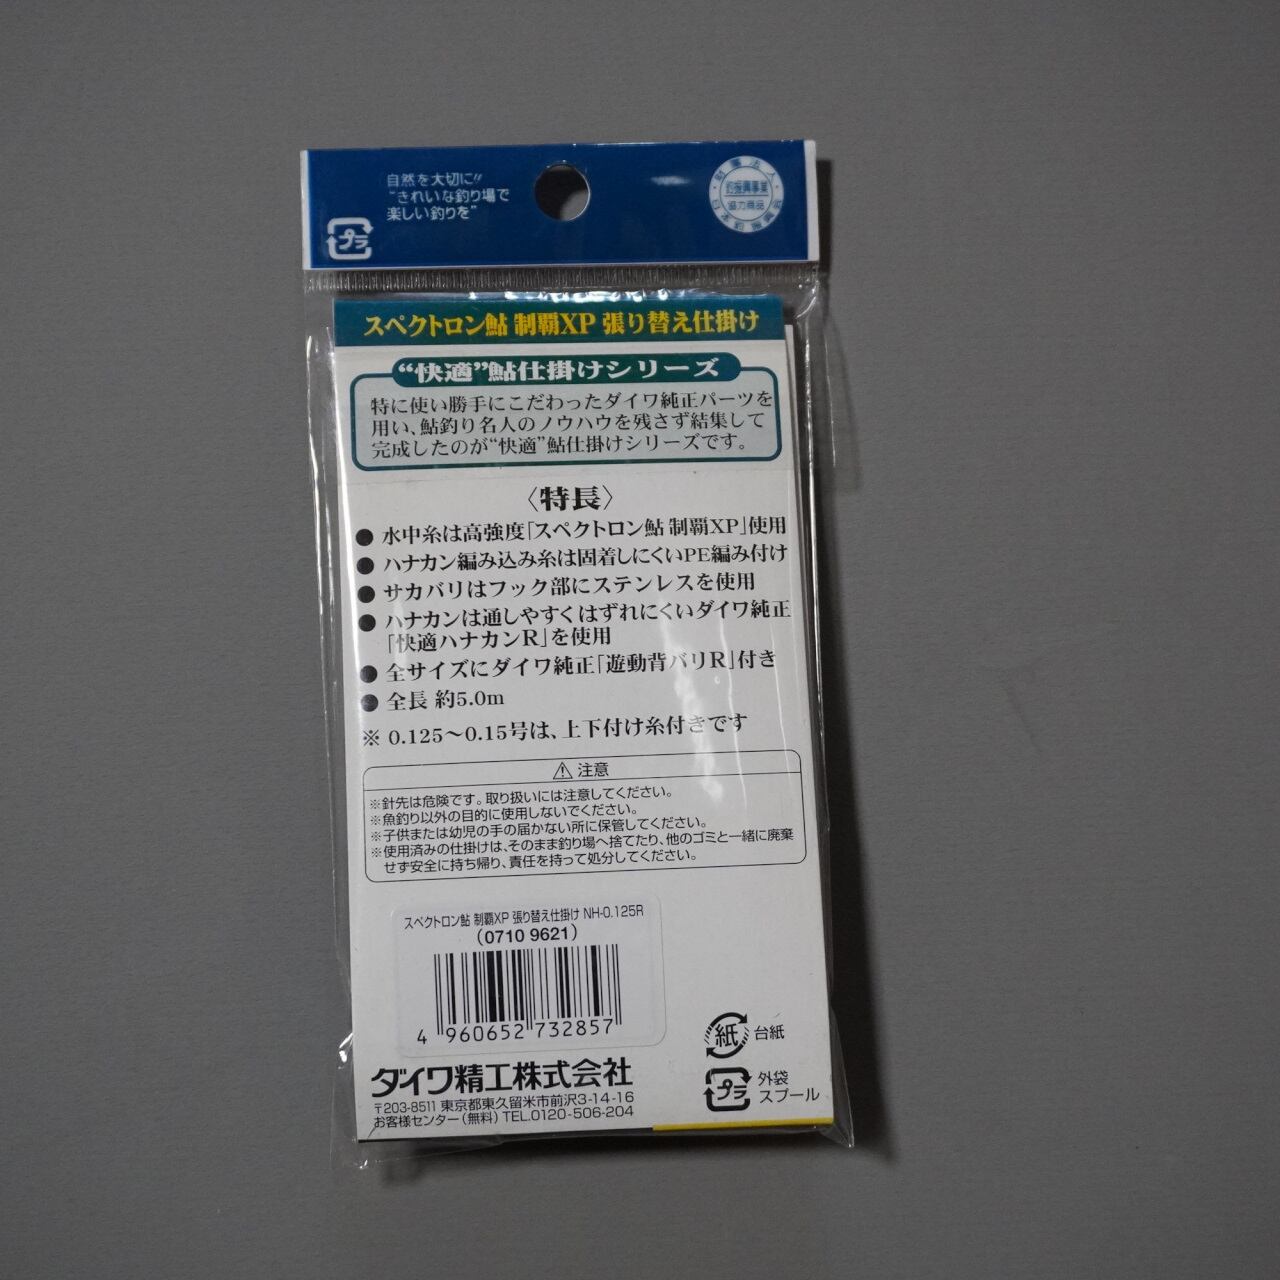 自然を大切に!!
“きれいな釣り場で
楽しい釣りを”
プラ
財団法人
釣振興事業
協力商品
日本釣振興会
スペクトロン鮎 制覇XP 張り替え仕掛け
“快適”鮎仕掛けシリーズ
特に使い勝手にこだわったダイワ純正パーツを
用い、鮎釣り名人のノウハウを残さず結集して
完成したのが“快適”鮎仕掛けシリーズです。
〈特長〉
● 水中糸は高強度「スペクトロン鮎 制覇XP」使用
● ハナカン編み込み糸は固着しにくいPE編み付け
● サカバリはフック部にステンレスを使用
● ハナカンは通しやすくはずれにくいダイワ純正
「快適ハナカンR」を使用
● 全サイズにダイワ純正「遊動背バリR」付き
● 全長 約5.0m
※ 0.125〜0.15号は、上下付け糸付きです
⚠ 注意
※針先は危険です。取り扱いには注意してください。
※魚釣り以外の目的に使用しないでください。
※子供または幼児の手の届かない所に保管してください。
※使用済みの仕掛けは、そのまま釣り場へ捨てたり、他のゴミと一緒に廃棄
せず安全に持ち帰り、責任を持って処分してください。
スペクトロン鮎 制覇XP 張り替え仕掛け NH-0.125R
(0710 9621)
4 960652 732857
紙 台紙
プラ 外袋
スプール
ダイワ精工株式会社
〒203-8511 東京都東久留米市前沢3-14-16
お客様センター(無料) TEL.0120-506-204